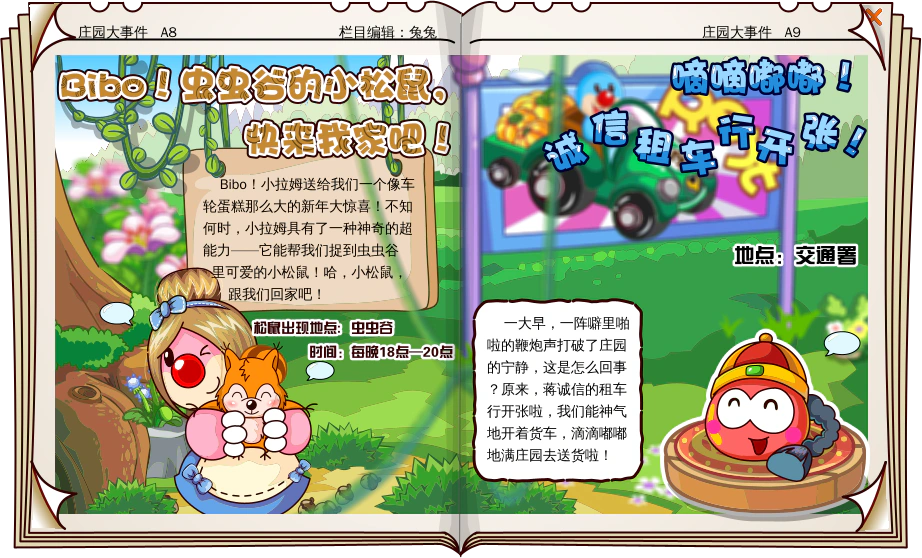 庄园大事件 A8
栏目编辑：兔兔
Bibo！虫虫谷的小松鼠，
快来我家吧！
Bibo！小拉姆送给我们一个像车
轮蛋糕那么大的新年大惊喜！不知
何时，小拉姆具有了一种神奇的超
能力——它能帮我们捉到虫虫谷
里可爱的小松鼠！哈，小松鼠，
跟我们回家吧！
松鼠出现地点：虫虫谷
时间：每晚18点—20点
庄园大事件 A9
嘀嘀嘟嘟！
诚信租车行开张！
地点：交通署
一大早，一阵噼里啪
啦的鞭炮声打破了庄园
的宁静，这是怎么回事
？原来，蒋诚信的租车
行开张啦，我们能神气
地开着货车，滴滴嘟嘟
地满庄园去送货啦！